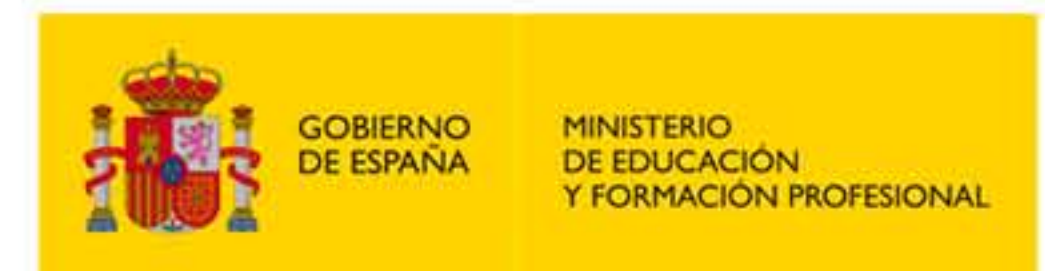 GOBIERNO
DE ESPAÑA
MINISTERIO
DE EDUCACIÓN
Y FORMACIÓN PROFESIONAL